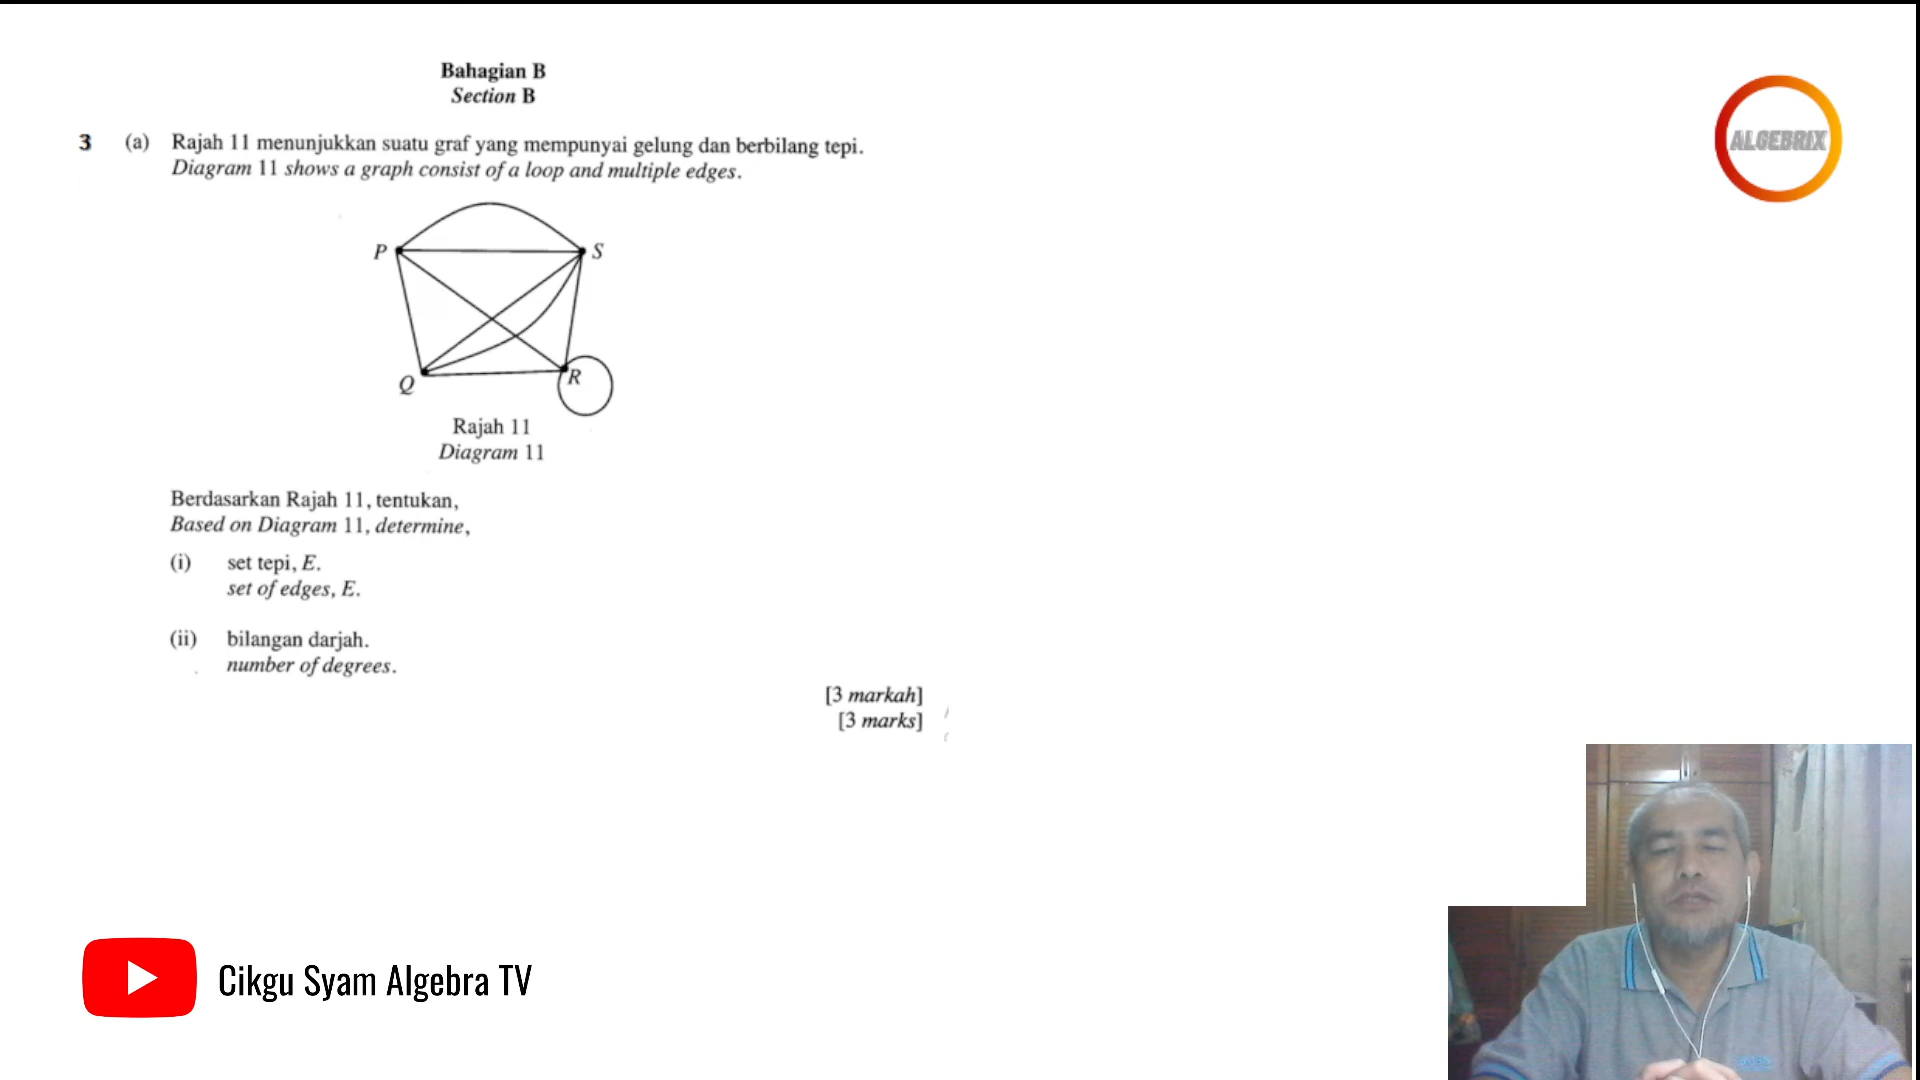 Bahagian B
Section B
ALGEBRIX
3 (a) Rajah 11 menunjukkan suatu graf yang mempunyai gelung dan berbilang tepi.
Diagram 11 shows a graph consist of a loop and multiple edges.
P
S
Q
R
Rajah 11
Diagram 11
Berdasarkan Rajah 11, tentukan,
Based on Diagram 11, determine,
(i) set tepi, E.
set of edges, E.
(ii) bilangan darjah.
number of degrees.
[3 markah]
[3 marks]
Cikgu Syam Algebra TV